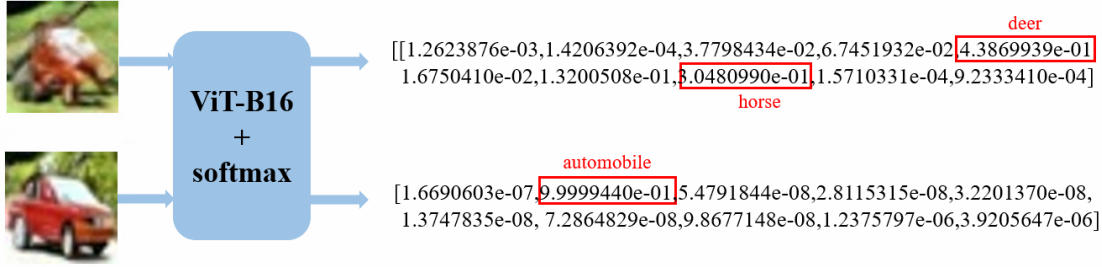 deer
[[1.2623876e-03,1.4206392e-04,3.7798434e-02,6.7451932e-02,4.3869939e-01
1.6750410e-02,1.3200508e-01,3.0480990e-01,1.5710331e-04,9.2333410e-04]
horse
ViT-B16
+
softmax
automobile
[1.6690603e-07,9.9999440e-01,5.4791844e-08,2.8115315e-08,3.2201370e-08,
1.3747835e-08, 7.2864829e-08,9.8677148e-08,1.2375797e-06,3.9205647e-06]